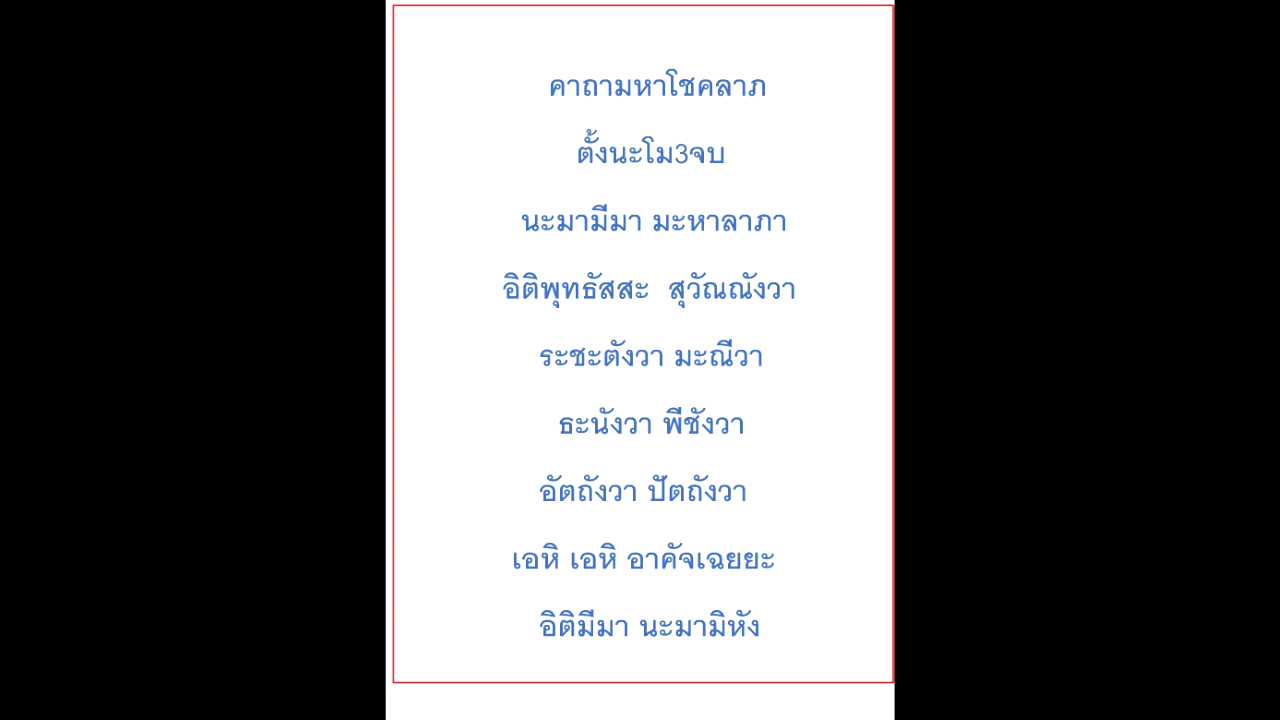 คาถามหาโชคลาภ
ตั้งนะโม3จบ
นะมามีมา มะหาลาภา
อิติพุทธัสสะ สุวัณณังวา
ระชะตังวา มะณีวา
ธะนังวา พีชังวา
อัตถังวา ปัตถังวา
เอหิ เอหิ อาคัจเฉยยะ
อิติมีมา นะมามิหัง